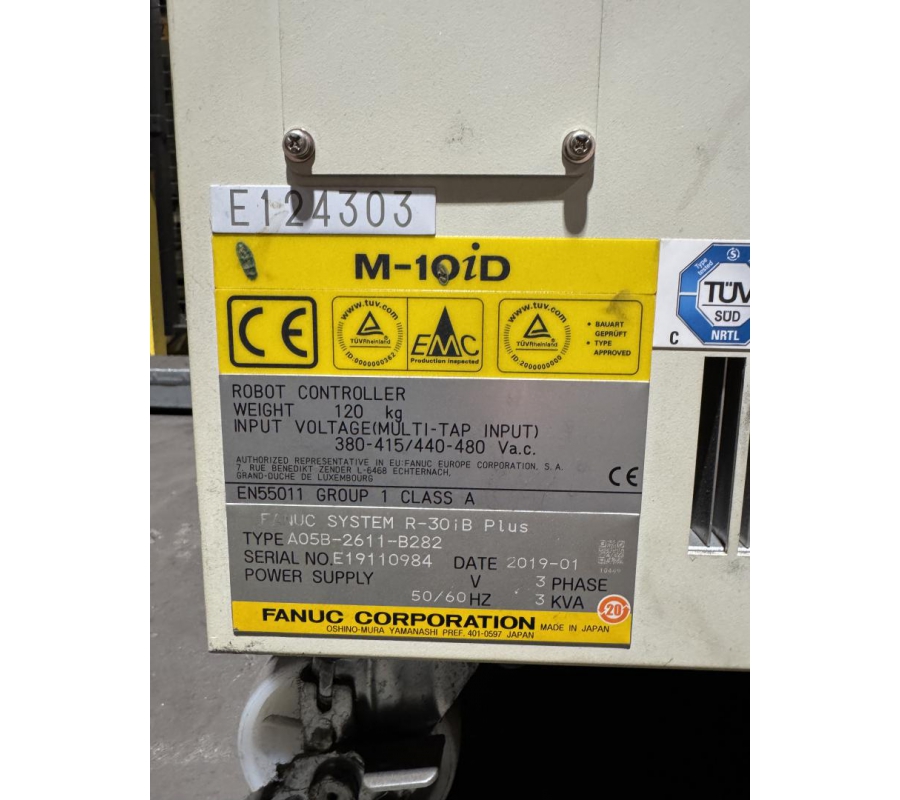 E124303
M-10iD
Type tested
TÜV
SÜD
C
NRTL
CE
www.tuv.com
TÜVRheinland
ID:0000000362
EMC
Production inspected
www.tuv.com
TÜVRheinland
ID:2000000000
• BAUART
GEPRÜFT
• TYPE
APPROVED
ROBOT CONTROLLER
WEIGHT 120 kg
INPUT VOLTAGE(MULTI-TAP INPUT)
380-415/440-480 Va.c.
AUTHORIZED REPRESENTATIVE IN EU:FANUC EUROPE CORPORATION, S.A.
7, RUE BENEDIKT ZENDER L-6468 ECHTERNACH,
GRAND-DUCHE DE LUXEMBOURG
CE
EN55011 GROUP 1 CLASS A
FANUC SYSTEM R-30iB Plus
TYPE A05B-2611-B282
SERIAL NO. E19110984 DATE 2019-01
POWER SUPPLY V 3 PHASE
50/60 HZ 3 KVA
20
FANUC CORPORATION MADE IN JAPAN
OSHINO-MURA YAMANASHI PREF. 401-0597 JAPAN